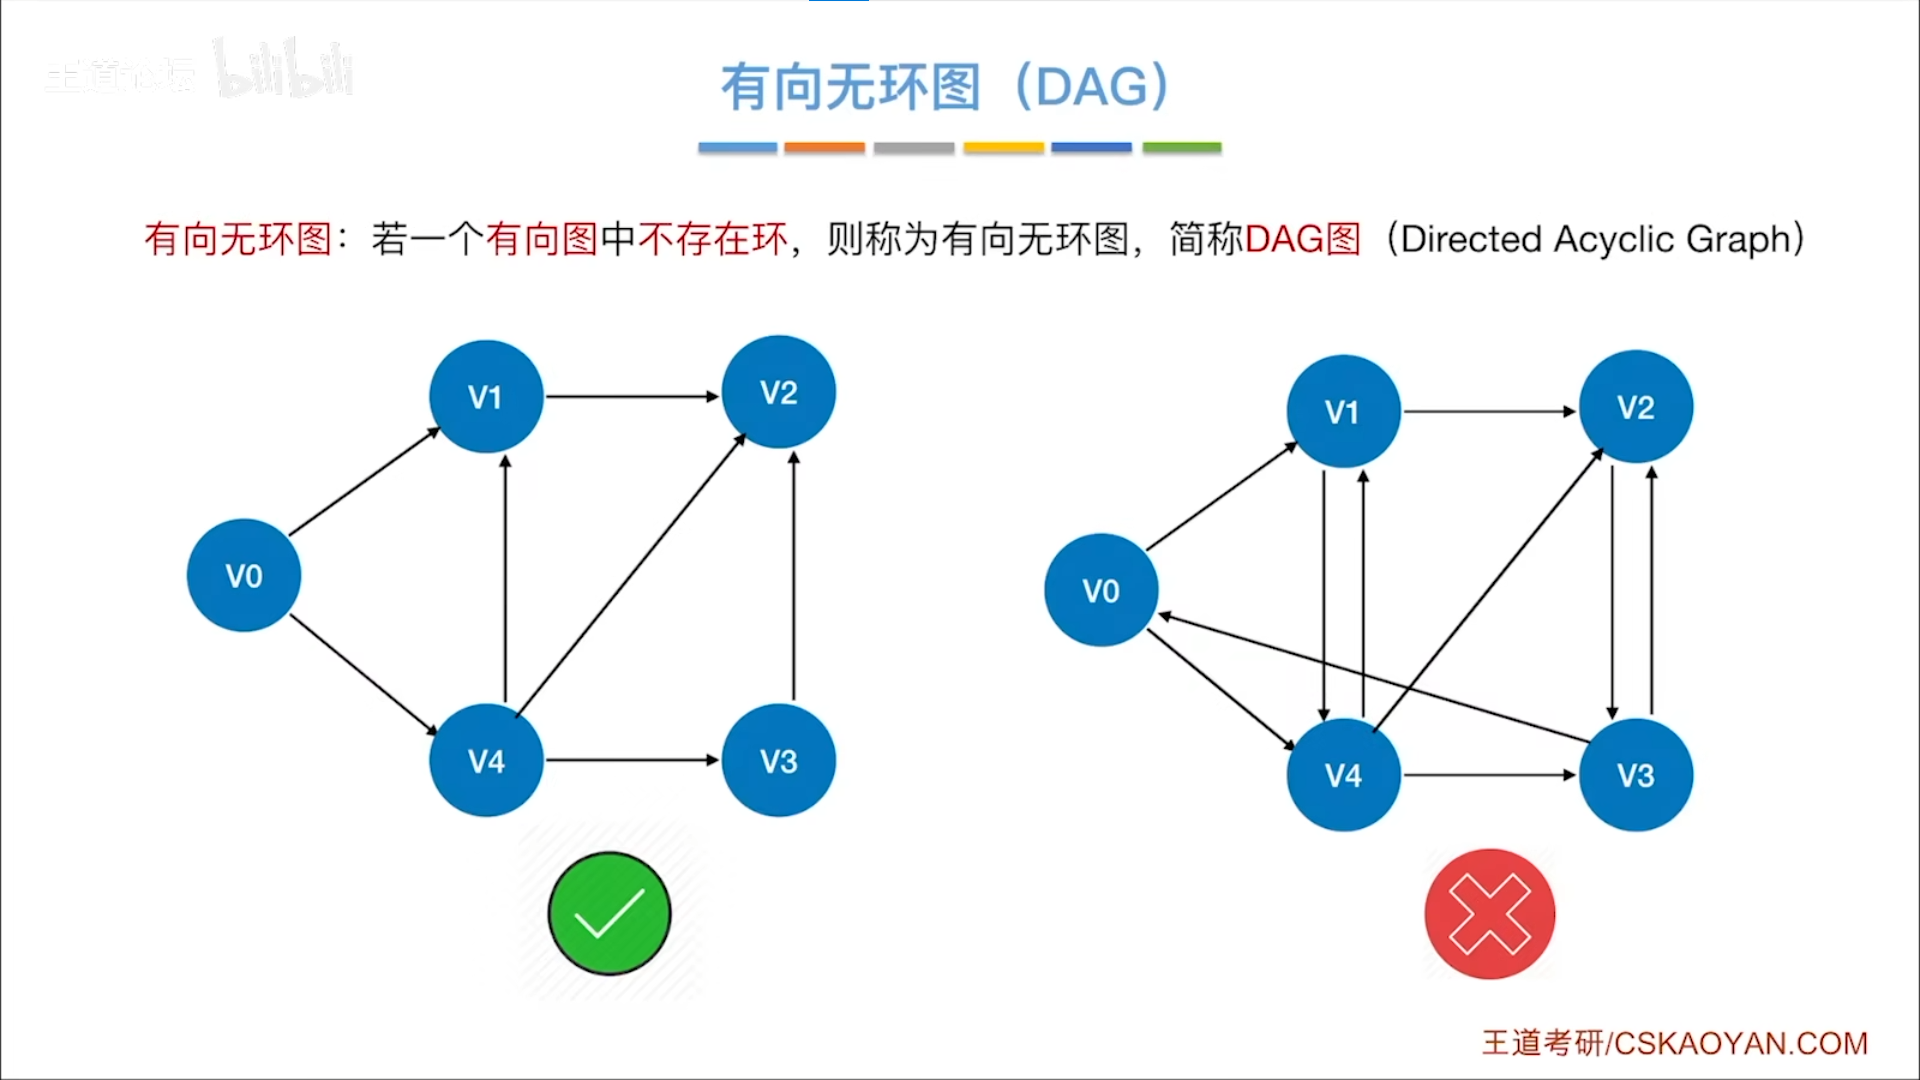 王道论坛 bilibili
有向无环图（DAG）
有向无环图：若一个有向图中不存在环，则称为有向无环图，简称DAG图（Directed Acyclic Graph）
V1 V2 V1 V2
V0 V0
V4 V3 V4 V3
王道考研/CSKAOYAN.COM